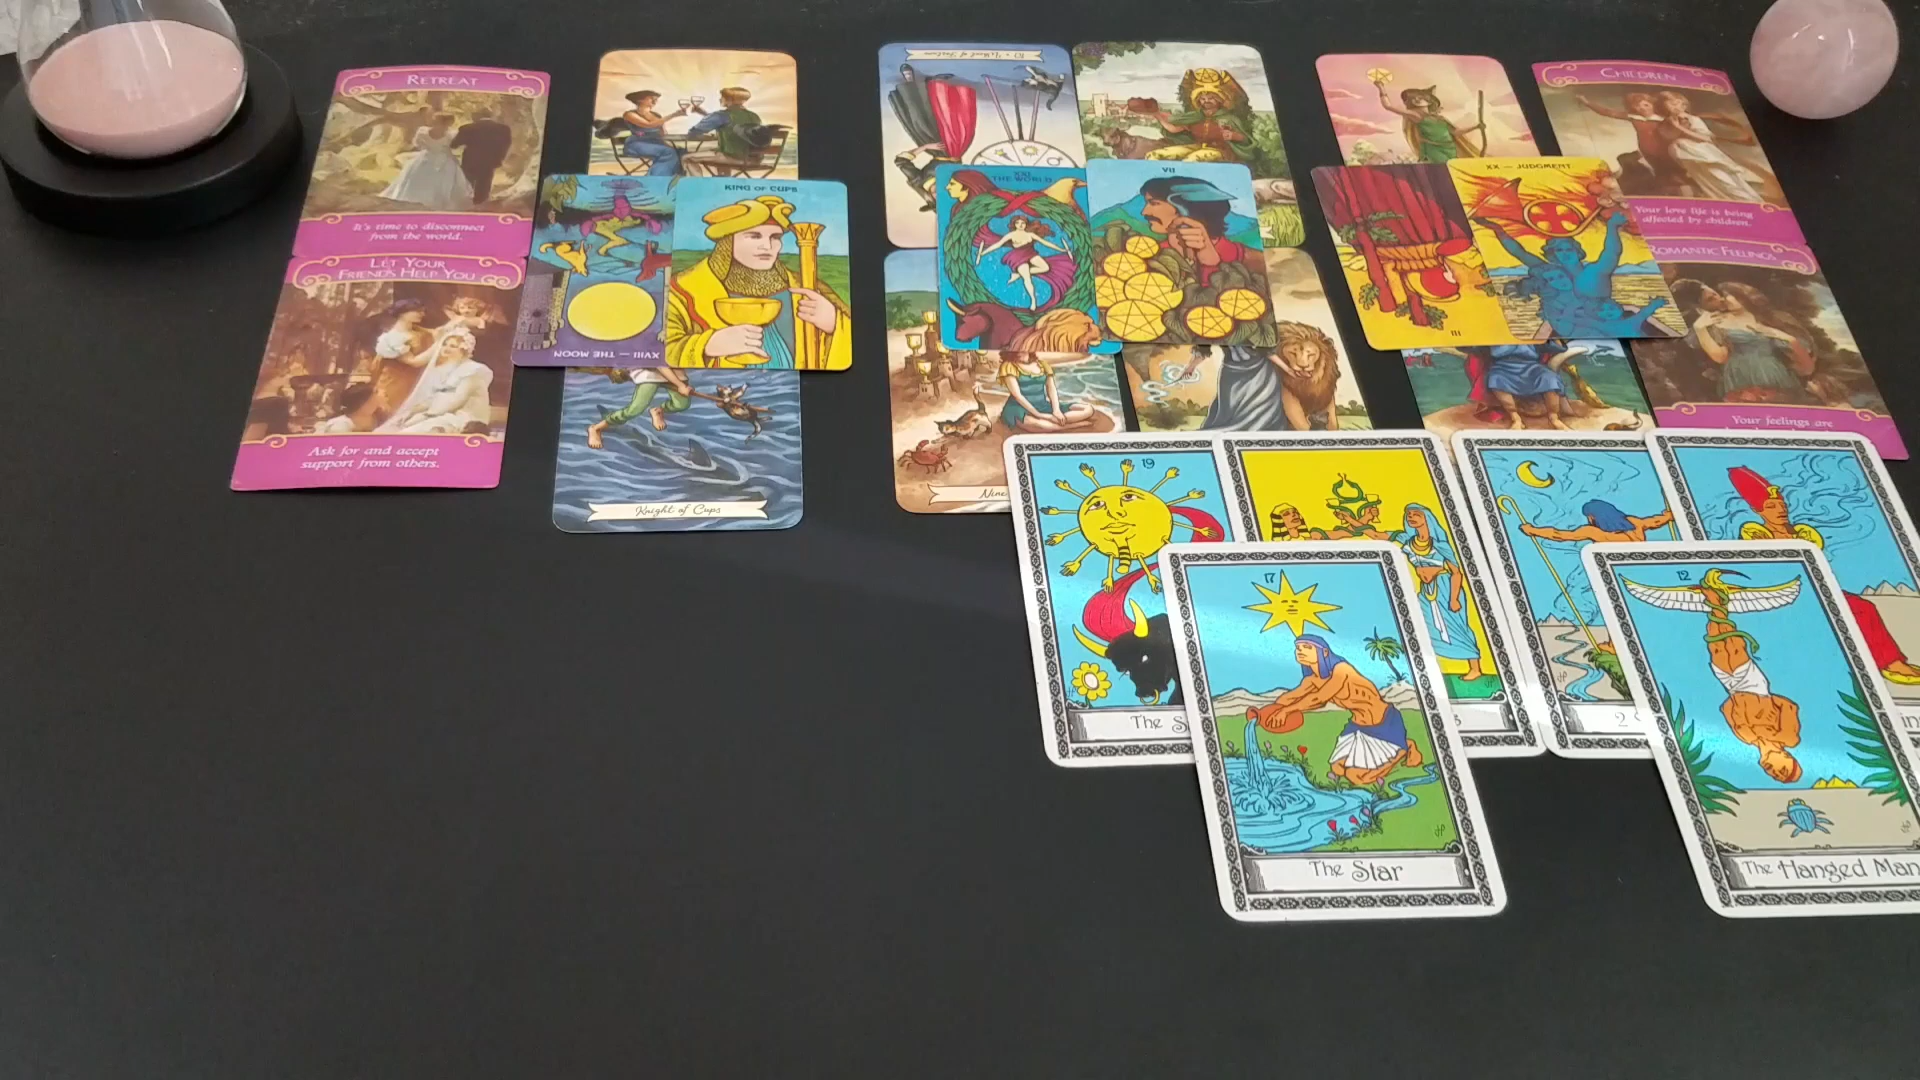 RETREAT
It's time to disconnect
from the world.
LET YOUR
FRIENDS HELP YOU
Ask for and accept
support from others.
XVIII — THE MOON
KING OF CUPS
Knight of Cups
XXI
THE WORLD
VII
Nine
III
XX — JUDGMENT
CHILDREN
Your love life is being
affected by children.
ROMANTIC FEELINGS
Your feelings are
19
The S
17
The Star
2
12
The Hanged Man